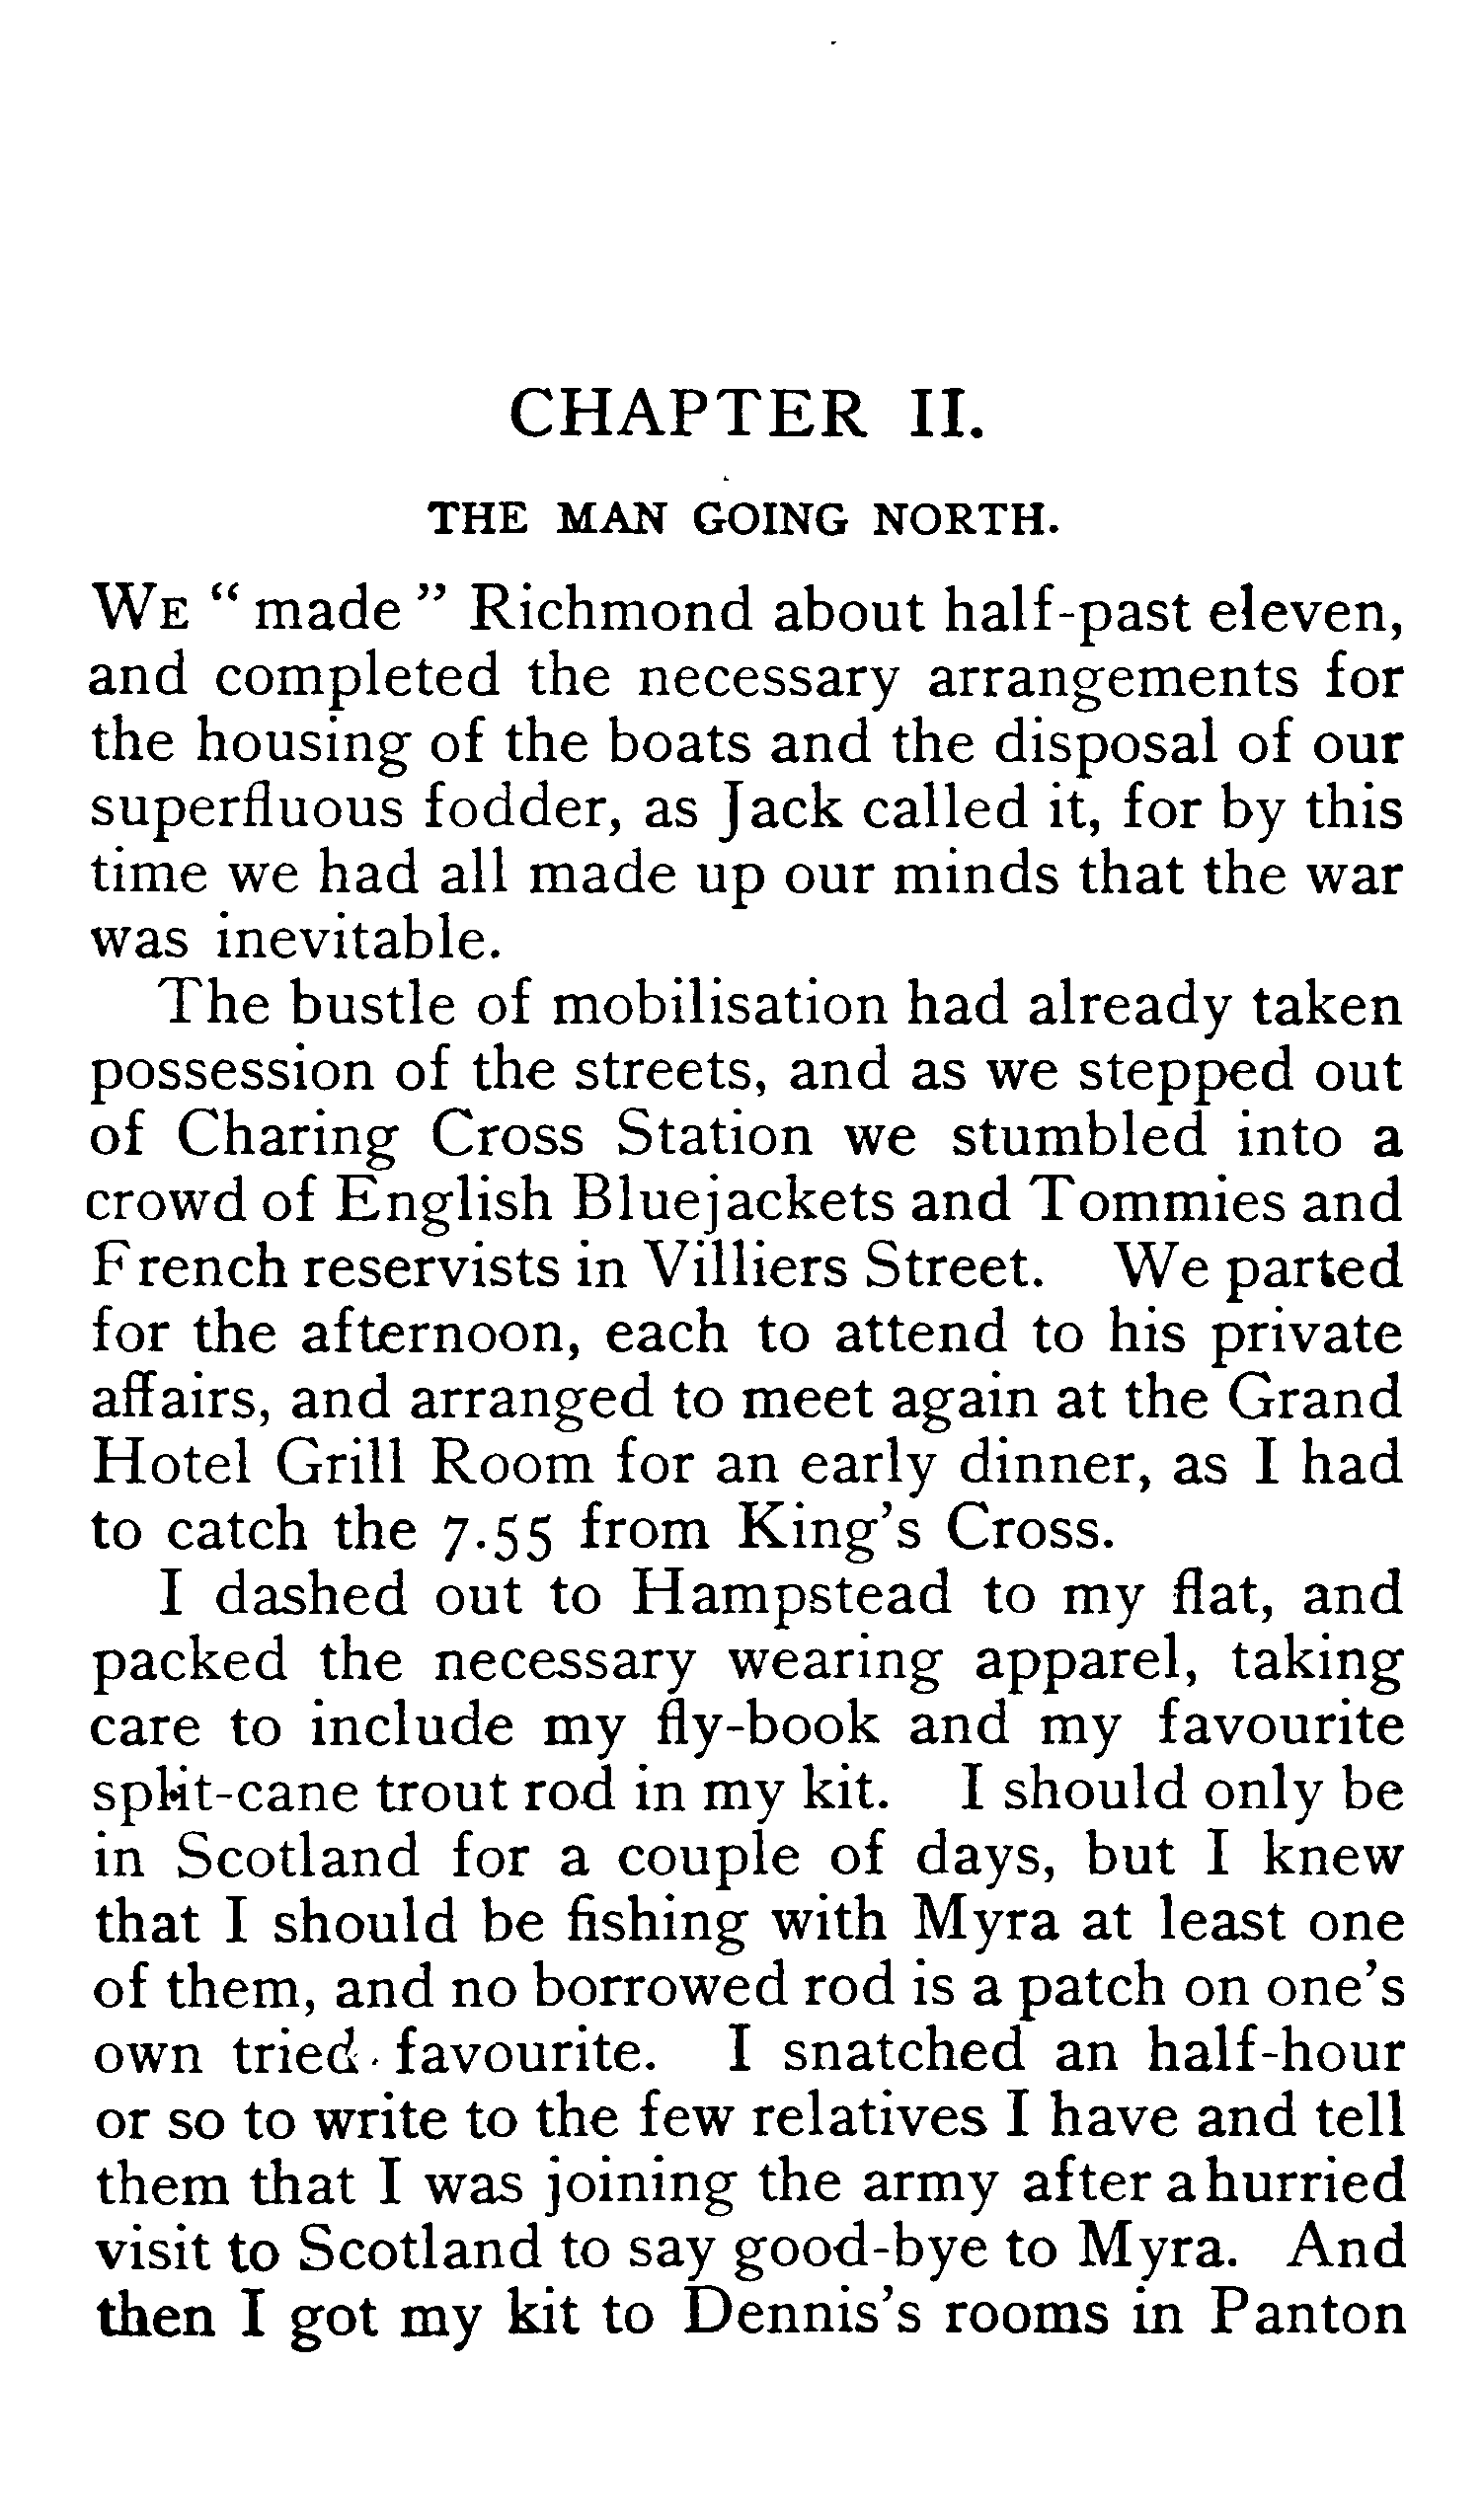 CHAPTER II.
THE MAN GOING NORTH.
WE “ made ” Richmond about half-past eleven,
and completed the necessary arrangements for
the housing of the boats and the disposal of our
superfluous fodder, as Jack called it, for by this
time we had all made up our minds that the war
was inevitable.
The bustle of mobilisation had already taken
possession of the streets, and as we stepped out
of Charing Cross Station we stumbled into a
crowd of English Bluejackets and Tommies and
French reservists in Villiers Street. We parted
for the afternoon, each to attend to his private
affairs, and arranged to meet again at the Grand
Hotel Grill Room for an early dinner, as I had
to catch the 7.55 from King's Cross.
I dashed out to Hampstead to my flat, and
packed the necessary wearing apparel, taking
care to include my fly-book and my favourite
split-cane trout rod in my kit. I should only be
in Scotland for a couple of days, but I knew
that I should be fishing with Myra at least one
of them, and no borrowed rod is a patch on one's
own tried favourite. I snatched an half-hour
or so to write to the few relatives I have and tell
them that I was joining the army after a hurried
visit to Scotland to say good-bye to Myra. And
then I got my kit to Dennis's rooms in Panton